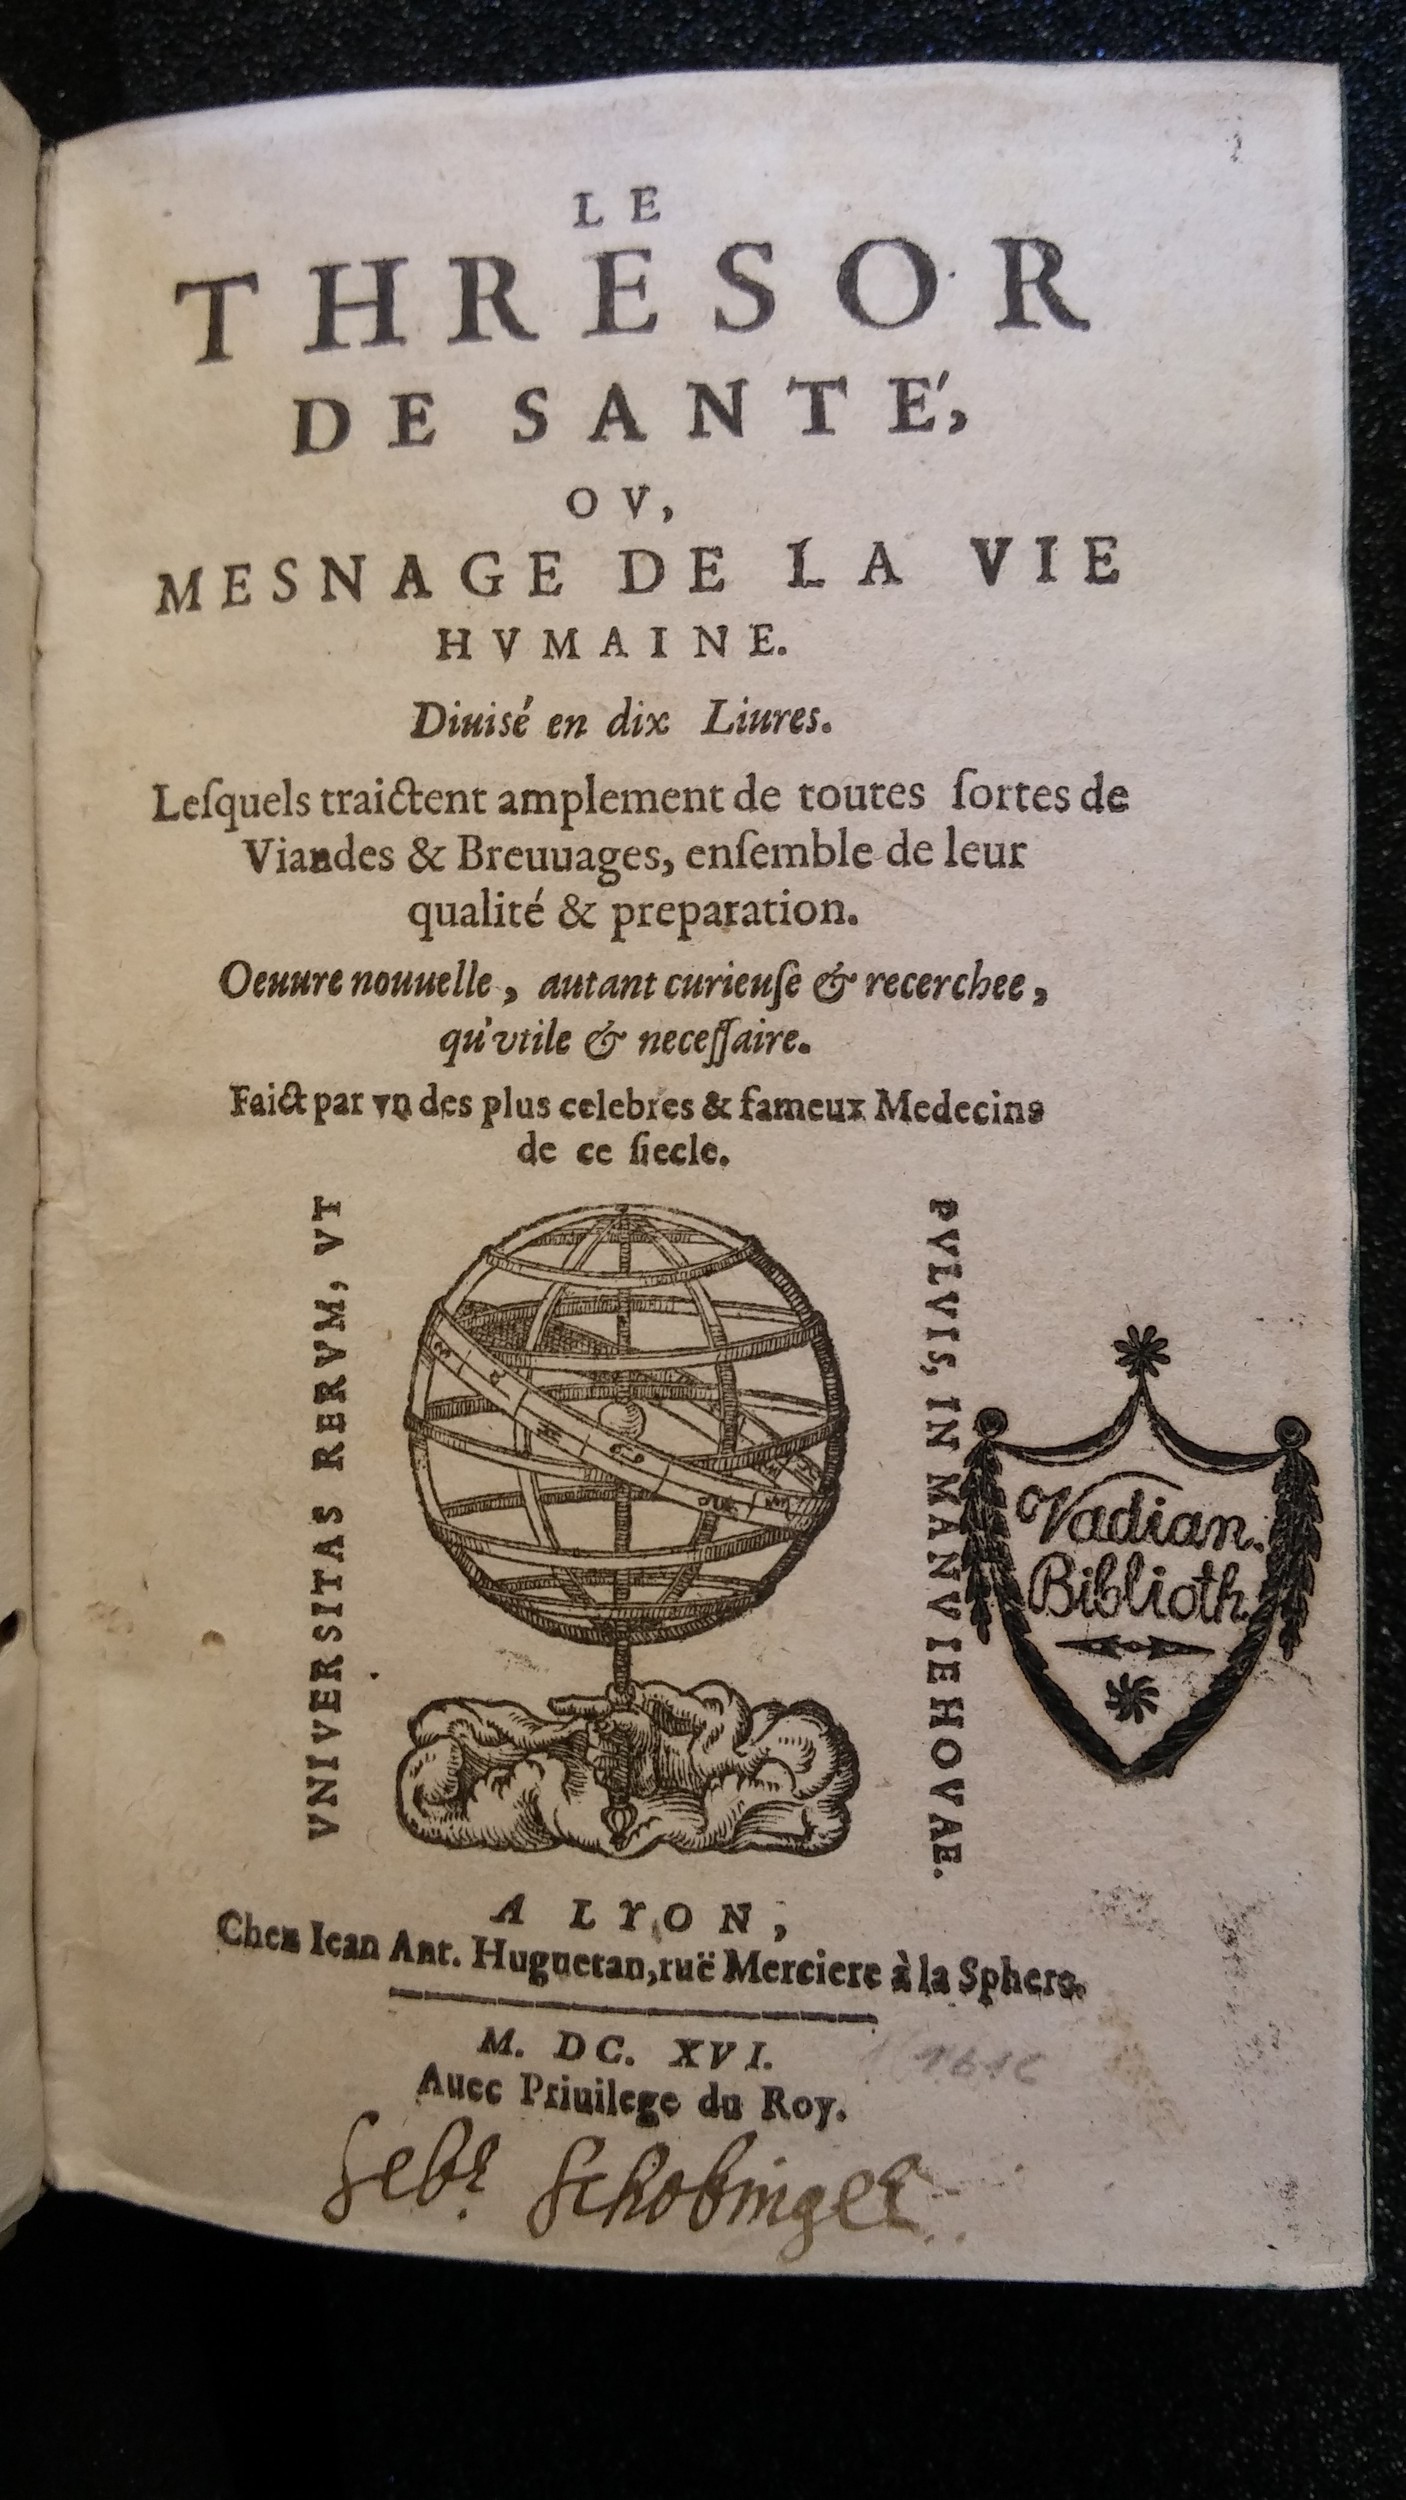 LE
THRESOR
DE SANTE',
OV,
MESNAGE DE LA VIE
HVMAINE.
Diuisé en dix Liures.
Leſquels traictent amplement de toutes ſortes de
Viandes & Breuuages, enſemble de leur
qualité & preparation.
Oeuure nouuelle, autant curieuſe & recerchee,
qu'vtile & neceſſaire.
Faict par vn des plus celebres & fameux Medecins
de ce ſiecle.
VNIVERSITAS RERVM, VT
PVLVIS, IN MANV IEHOVAE.
Vadian.
Biblioth.
A LYON,
Chez Iean Ant. Huguetan, ruë Merciere à la Sphere.
M. DC. XVI.
Auec Priuilege du Roy.
Seb. Schobinger